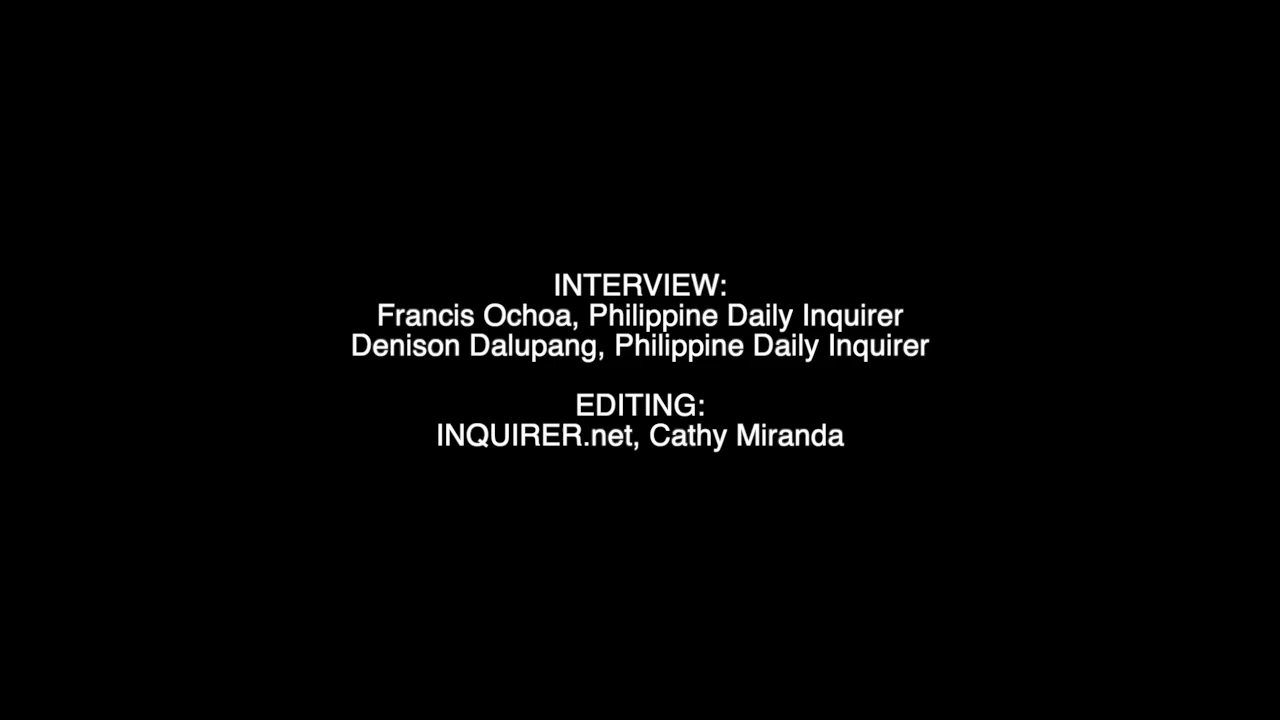 INTERVIEW:
Francis Ochoa, Philippine Daily Inquirer
Denison Dalupang, Philippine Daily Inquirer
EDITING:
INQUIRER.net, Cathy Miranda